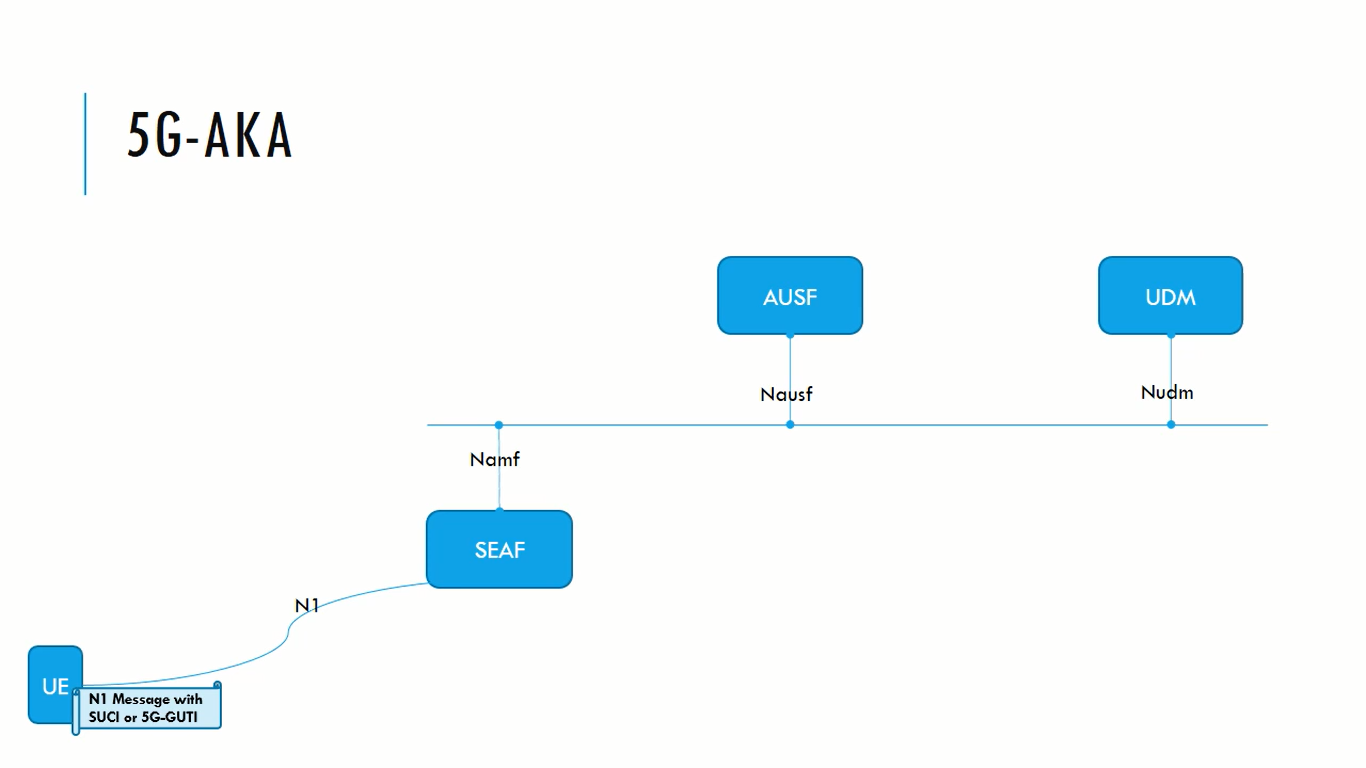 5G-AKA
AUSF
UDM
Nausf
Nudm
Namf
SEAF
N1
UE
N1 Message with
SUCI or 5G-GUTI